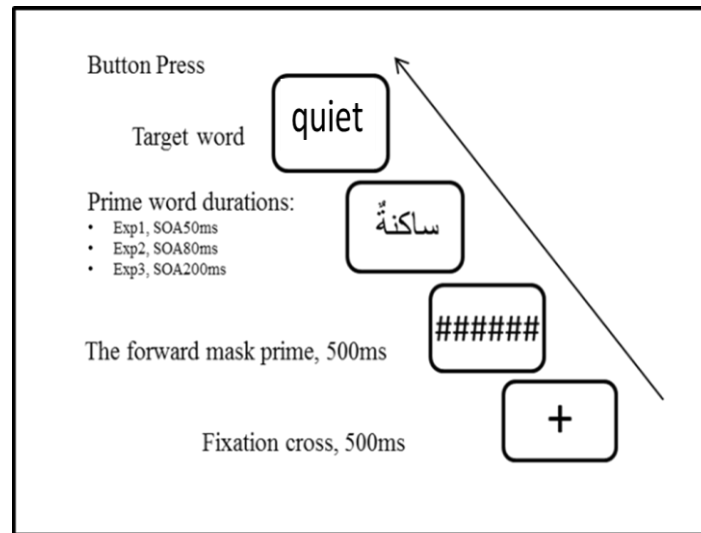 Button Press
quiet
Target word
Prime word durations:
• Exp1, SOA50ms
• Exp2, SOA80ms
• Exp3, SOA200ms
ساكنةٌ
######
The forward mask prime, 500ms
+
Fixation cross, 500ms